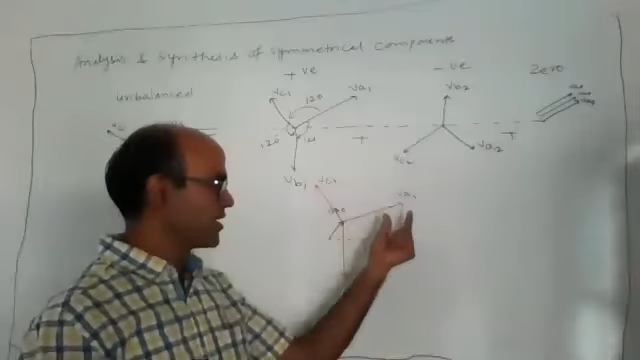 Analysis & Synthesis of Symmetrical Components
unbalanced
+ ve
- ve
Zero
Vc1
120
Va1
120
Vb1
+
Vb2
Vc2
Va2
+
Vc1
Va1